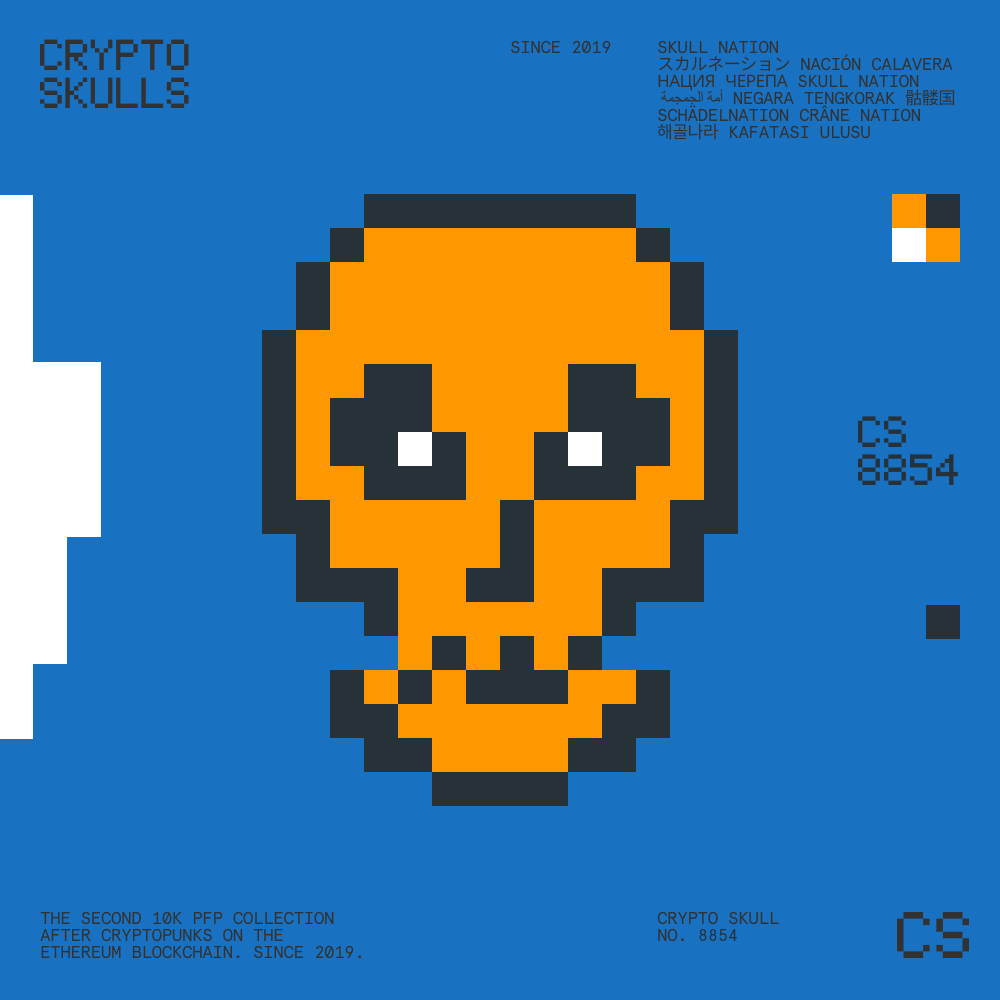 CRYPTO
SKULLS
SINCE 2019
SKULL NATION
スカルネーション NACIÓN CALAVERA
НАЦИЯ ЧЕРЕПА SKULL NATION
أمة الجمجمة NEGARA TENGKORAK 骷髅国
SCHÄDELNATION CRÂNE NATION
해골나라 KAFATASI ULUSU
CS
8854
THE SECOND 10K PFP COLLECTION
AFTER CRYPTOPUNKS ON THE
ETHEREUM BLOCKCHAIN. SINCE 2019.
CRYPTO SKULL
NO. 8854
CS